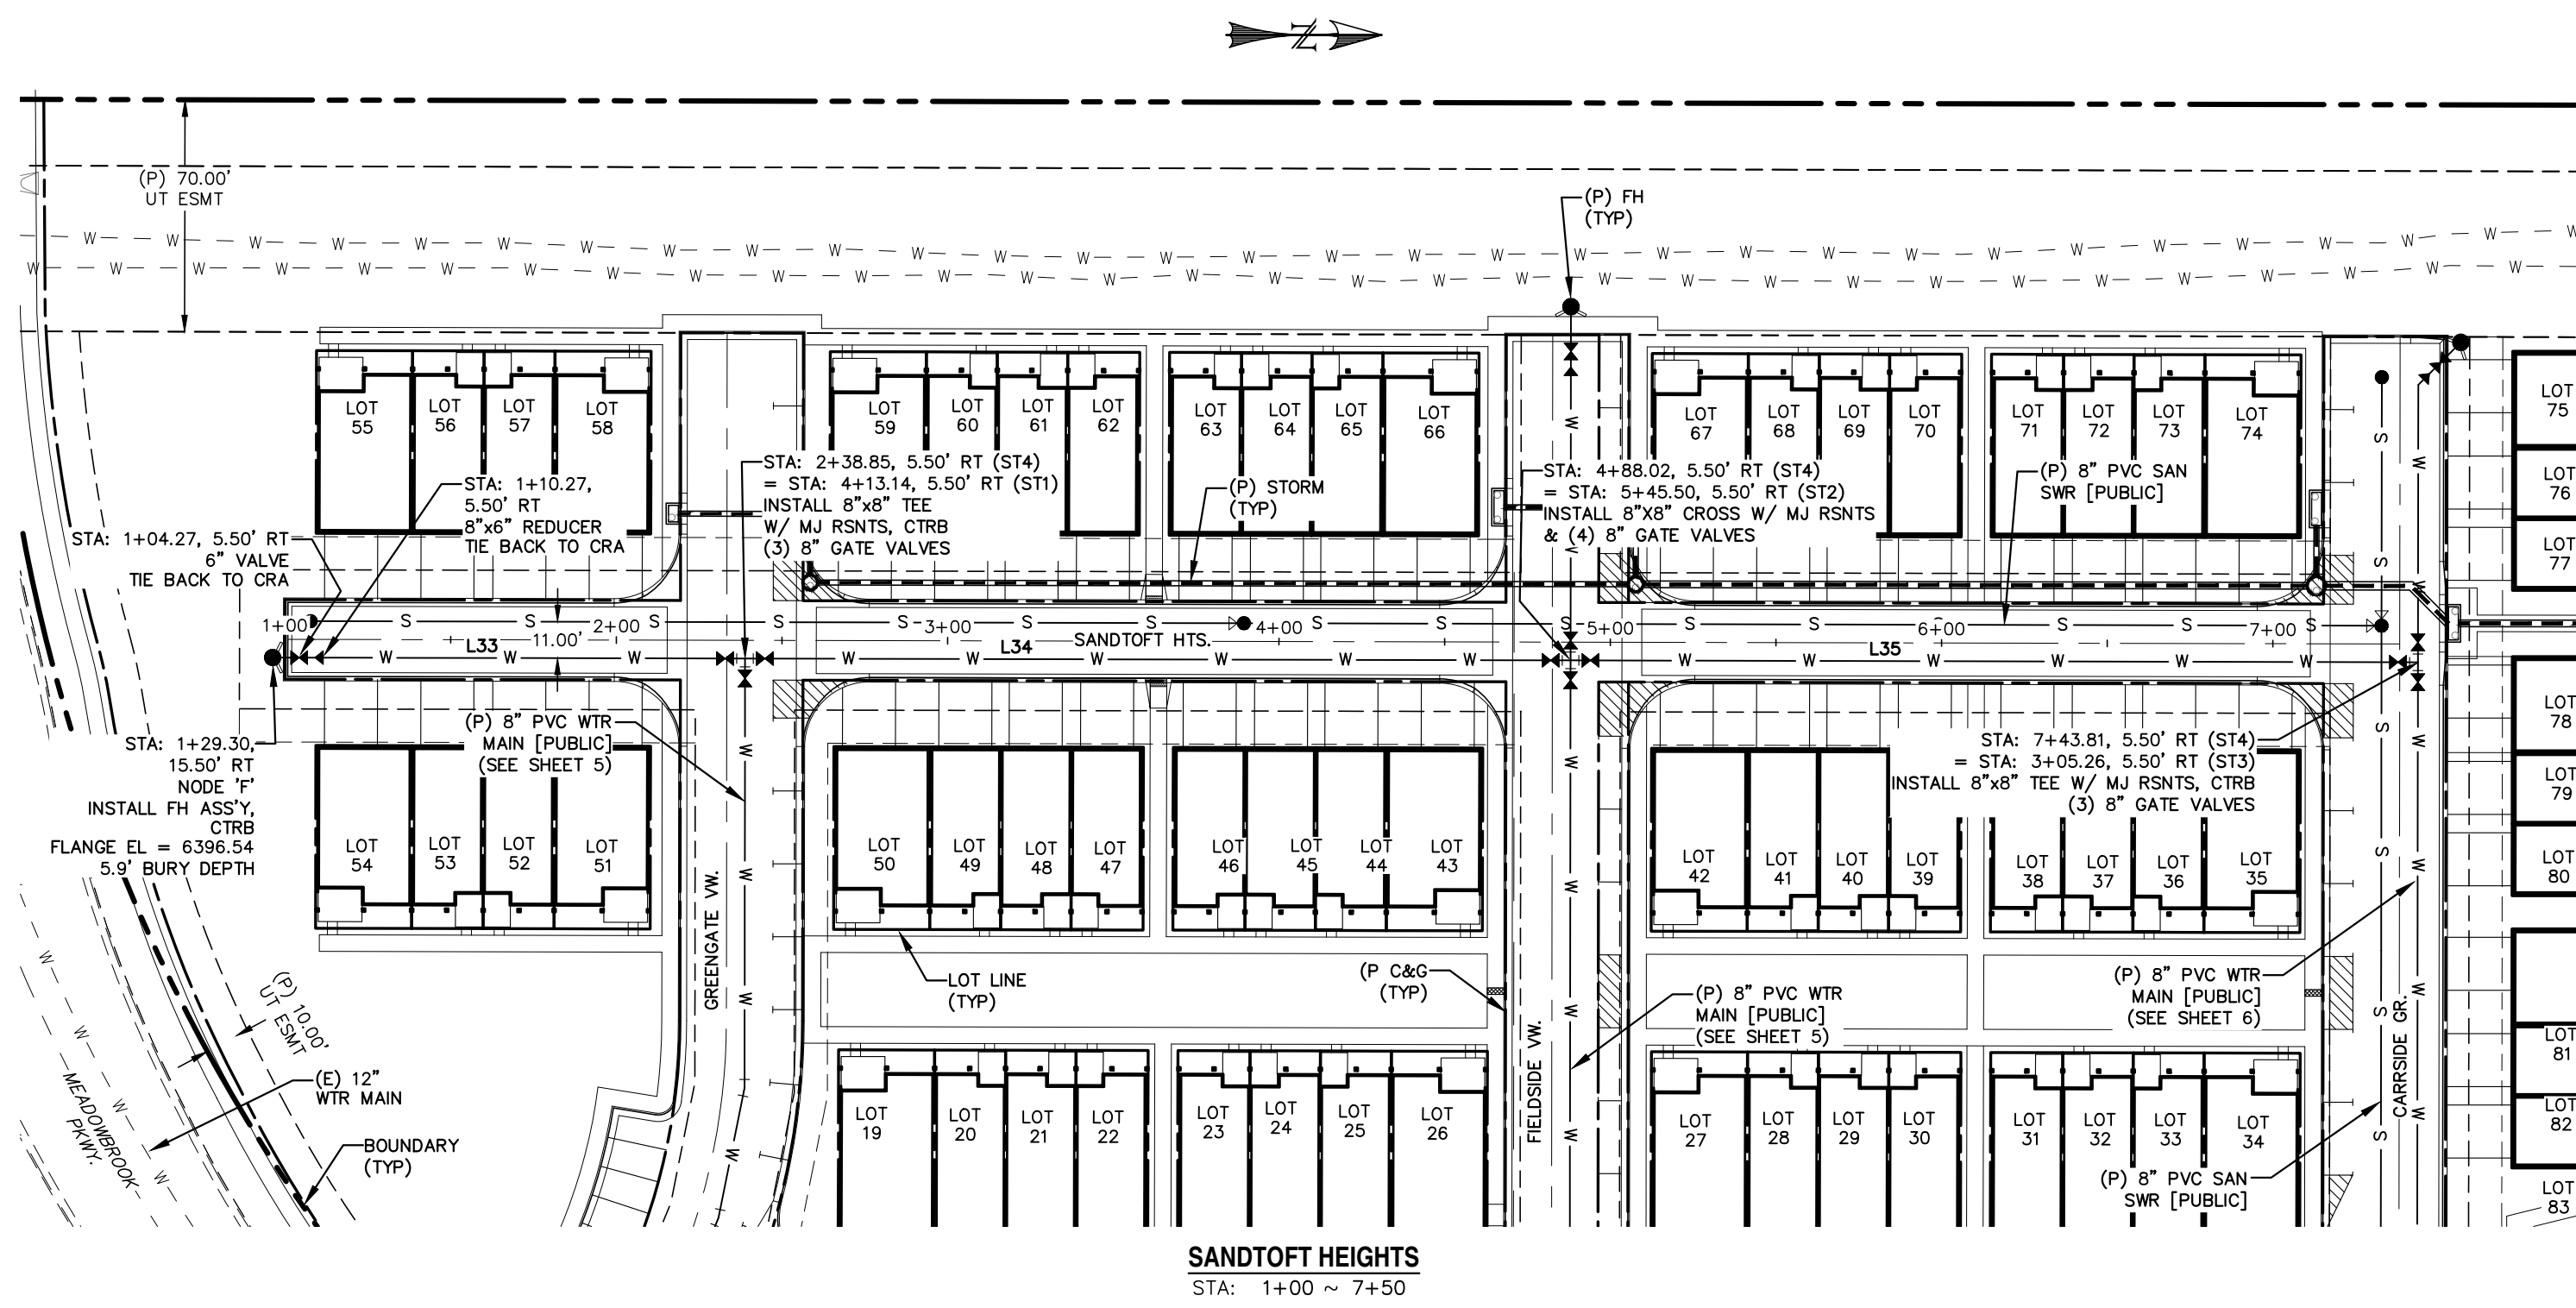 N
(P) 70.00'
UT ESMT
(P) FH
(TYP)
LOT
55
LOT
56
LOT
57
LOT
58
LOT
59
LOT
60
LOT
61
LOT
62
LOT
63
LOT
64
LOT
65
LOT
66
LOT
67
LOT
68
LOT
69
LOT
70
LOT
71
LOT
72
LOT
73
LOT
74
LOT
75
LOT
76
LOT
77
STA: 1+10.27,
5.50' RT
8"x6" REDUCER
TIE BACK TO CRA
STA: 1+04.27, 5.50' RT
6" VALVE
TIE BACK TO CRA
STA: 2+38.85, 5.50' RT (ST4)
= STA: 4+13.14, 5.50' RT (ST1)
INSTALL 8"x8" TEE
W/ MJ RSNTS, CTRB
(3) 8" GATE VALVES
(P) STORM
(TYP)
STA: 4+88.02, 5.50' RT (ST4)
= STA: 5+45.50, 5.50' RT (ST2)
INSTALL 8"X8" CROSS W/ MJ RSNTS
& (4) 8" GATE VALVES
(P) 8" PVC SAN
SWR [PUBLIC]
1+00
2+00
3+00
4+00
5+00
6+00
7+00
L33
11.00'
L34
SANDTOFT HTS.
L35
STA: 1+29.30,
15.50' RT
NODE 'F'
INSTALL FH ASS'Y,
CTRB
FLANGE EL = 6396.54
5.9' BURY DEPTH
(P) 8" PVC WTR
MAIN [PUBLIC]
(SEE SHEET 5)
STA: 7+43.81, 5.50' RT (ST4)
= STA: 3+05.26, 5.50' RT (ST3)
INSTALL 8"x8" TEE W/ MJ RSNTS, CTRB
(3) 8" GATE VALVES
LOT
54
LOT
53
LOT
52
LOT
51
LOT
50
LOT
49
LOT
48
LOT
47
LOT
46
LOT
45
LOT
44
LOT
43
LOT
42
LOT
41
LOT
40
LOT
39
LOT
38
LOT
37
LOT
36
LOT
35
LOT
78
LOT
79
LOT
80
GREENGATE VW.
LOT LINE
(TYP)
(P C&G
(TYP)
FIELDSIDE VW.
(P) 8" PVC WTR
MAIN [PUBLIC]
(SEE SHEET 5)
(P) 8" PVC WTR
MAIN [PUBLIC]
(SEE SHEET 6)
CARRSIDE GR.
(P) 10.00'
UT ESMT
(E) 12"
WTR MAIN
MEADOWBROOK
PKWY.
BOUNDARY
(TYP)
LOT
19
LOT
20
LOT
21
LOT
22
LOT
23
LOT
24
LOT
25
LOT
26
LOT
27
LOT
28
LOT
29
LOT
30
LOT
31
LOT
32
LOT
33
LOT
34
LOT
81
LOT
82
LOT
83
(P) 8" PVC SAN
SWR [PUBLIC]
SANDTOFT HEIGHTS
STA: 1+00 ~ 7+50